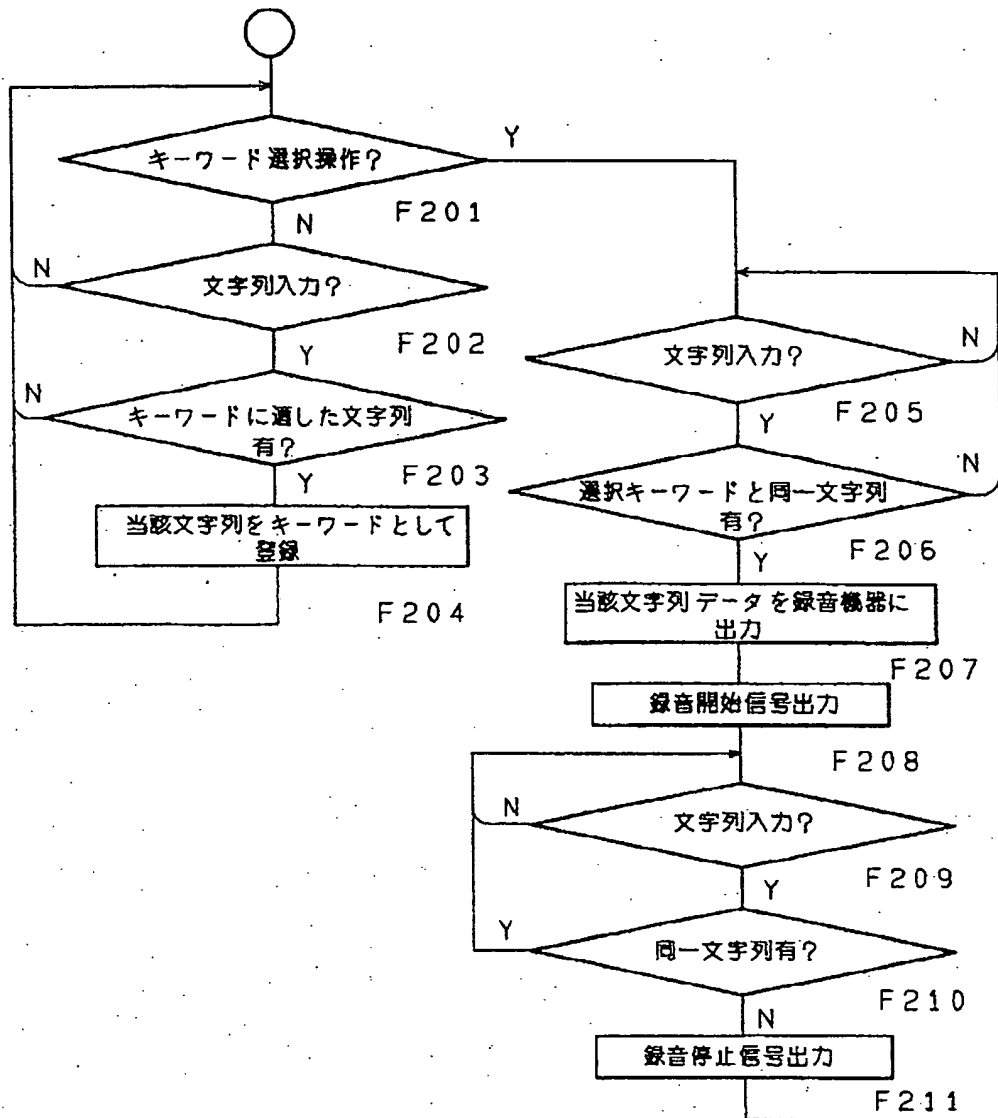 キーワード選択操作?
Y
F201
N
N
文字列入力?
F202
Y
N
キーワードに適した文字列
有?
F203
Y
当該文字列をキーワードとして
登録
F204
文字列入力?
N
F205
Y
N
選択キーワードと同一文字列
有?
F206
Y
当該文字列データを録音機器に
出力
F207
録音開始信号出力
F208
N
文字列入力?
F209
Y
Y
同一文字列有?
F210
N
録音停止信号出力
F211